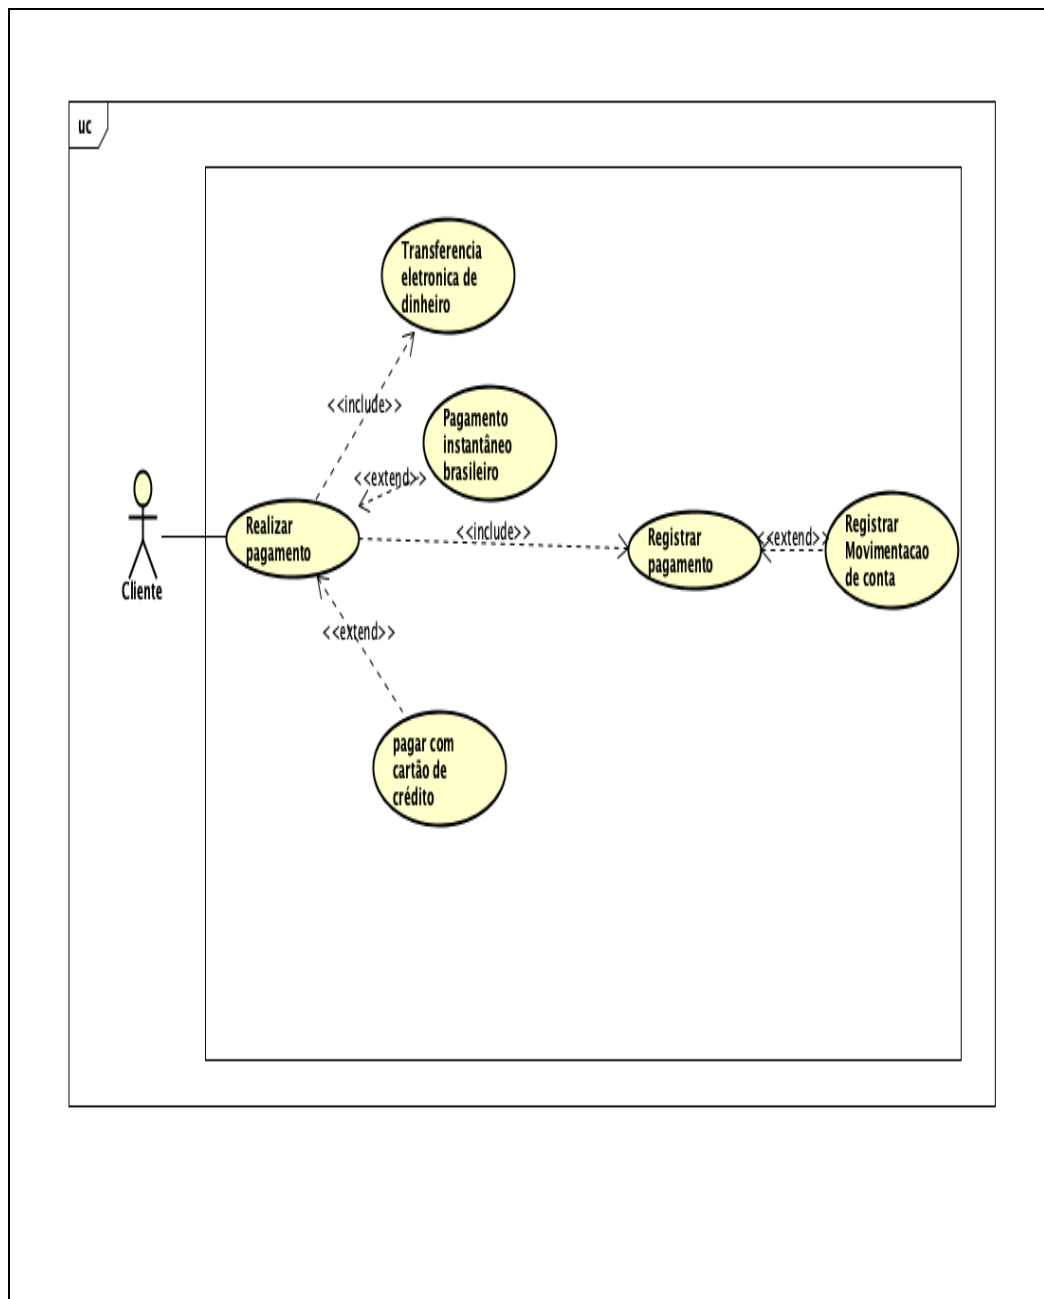 uc
Transferencia
eletronica de
dinheiro
<<include>>
Pagamento
instantâneo
brasileiro
<<extend>>
Realizar
pagamento
<<include>>
Registrar
pagamento
<<extend>>
Registrar
Movimentacao
de conta
Cliente
<<extend>>
pagar com
cartão de
crédito